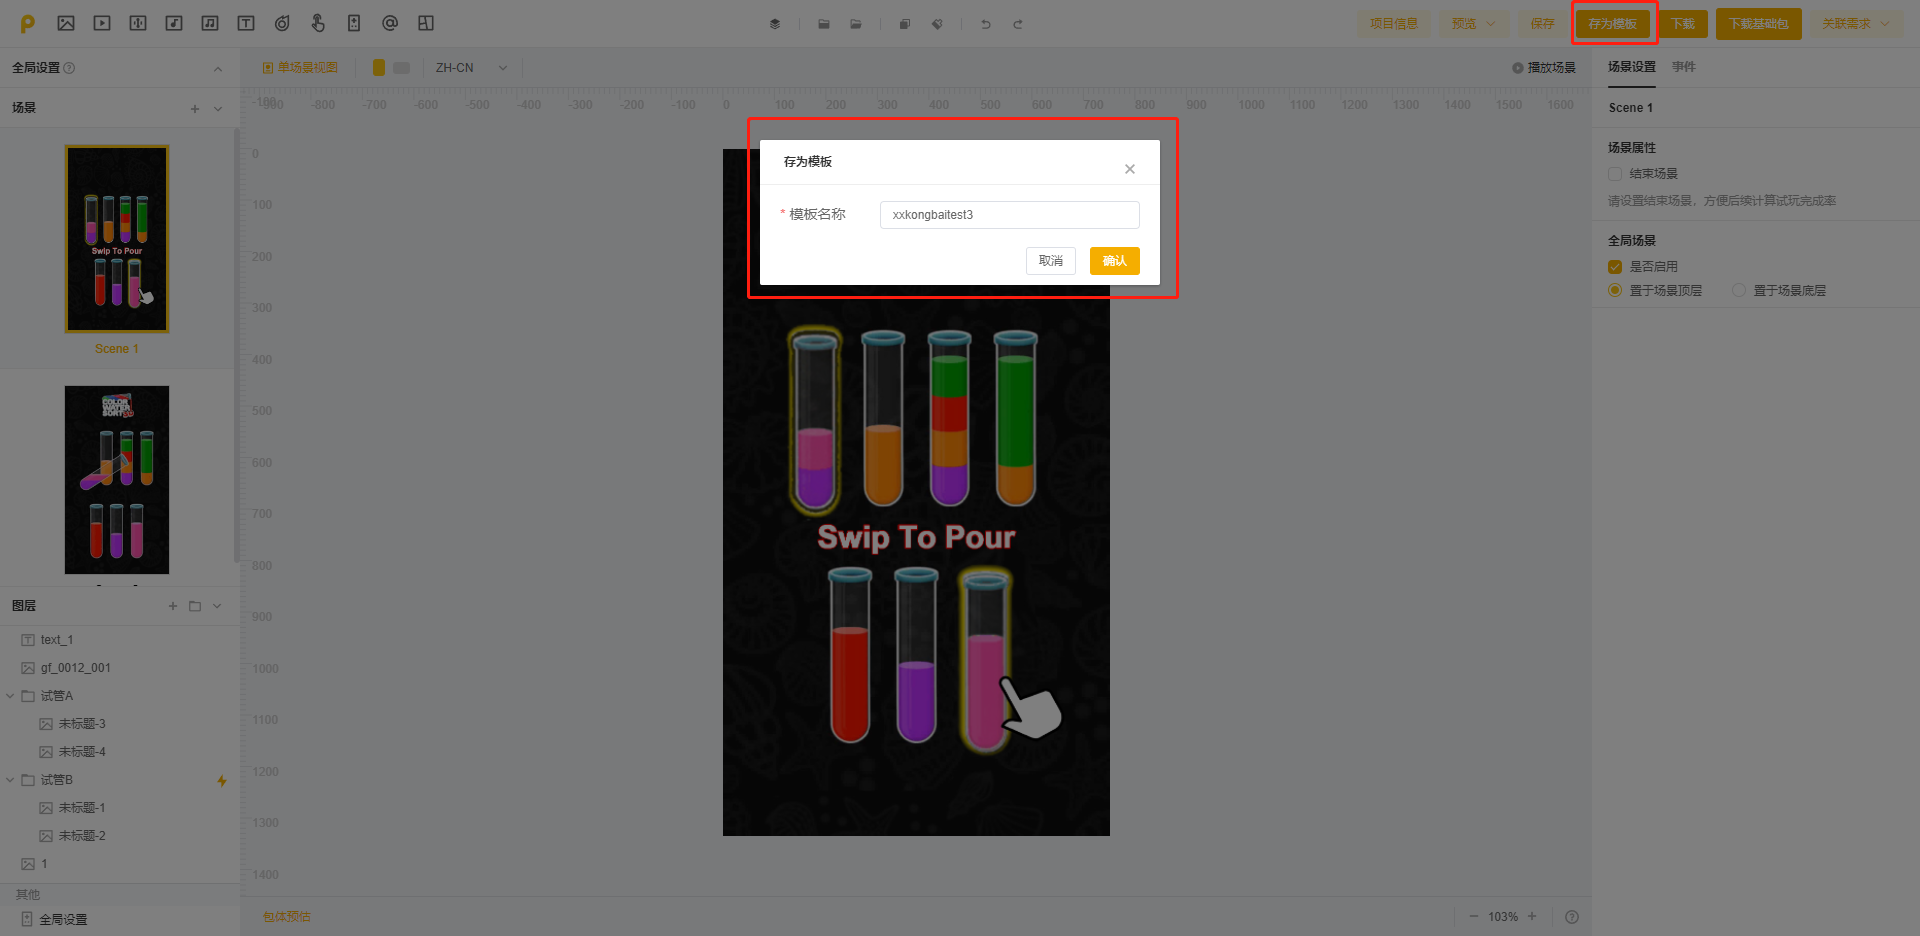 项目信息
预览
保存
存为模板
下载
下载基础包
关联需求
全局设置
单场景视图
ZH-CN
播放场景
场景设置
事件
场景
-100
-900
-800
-700
-600
-500
-400
-300
-200
-100
0
100
200
300
400
500
600
700
800
900
1000
1100
1200
1300
1400
1500
1600
Scene 1
存为模板
* 模板名称
xxkongbaitest3
取消
确认
场景属性
结束场景
请设置结束场景，方便后续计算试玩完成率
全局场景
是否启用
置于场景顶层
置于场景底层
0
100
200
300
400
500
600
700
800
900
1000
1100
1200
1300
1400
Swip To Pour
Swip To Pour
Scene 1
COLOR
WATER
SORT
图层
text_1
gf_0012_001
试管A
未标题-3
未标题-4
试管B
未标题-1
未标题-2
1
其他
全局设置
包体预估
103%